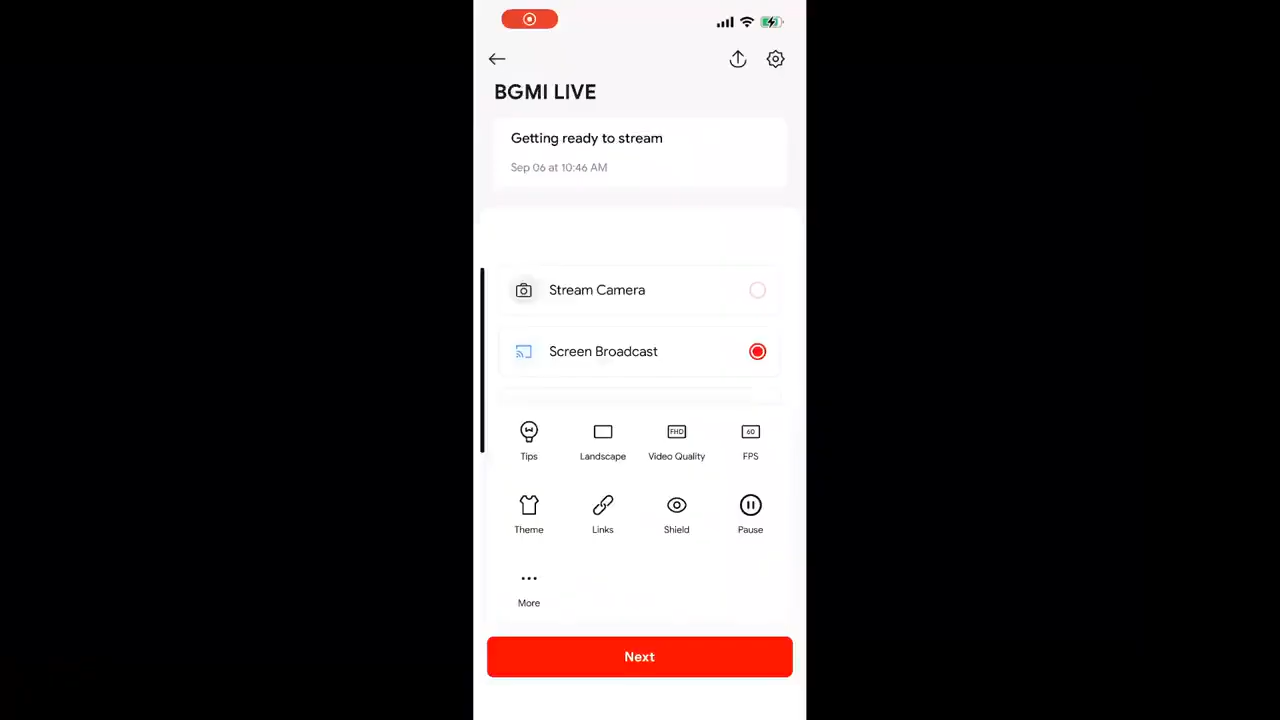 BGMI LIVE
Getting ready to stream
Sep 06 at 10:46 AM
Stream Camera
Screen Broadcast
FHD
60
Tips
Landscape
Video Quality
FPS
Theme
Links
Shield
Pause
More
Next